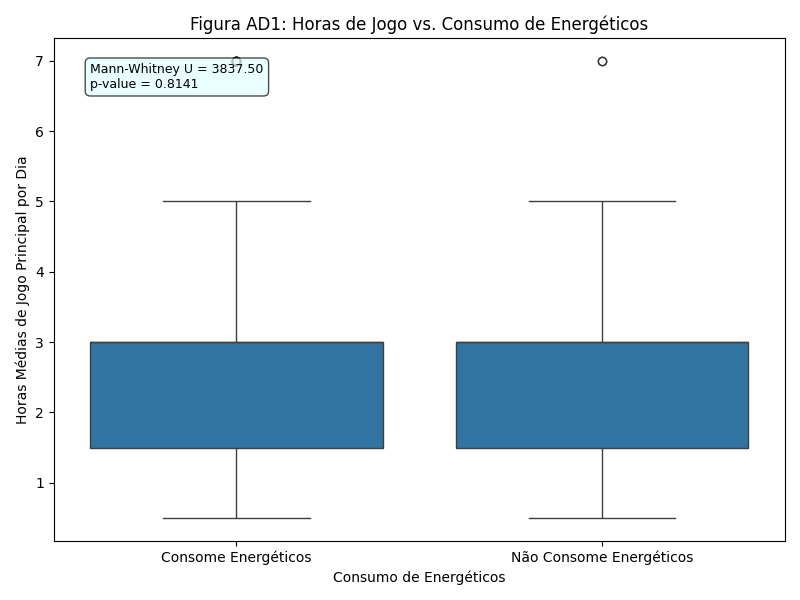 Figura AD1: Horas de Jogo vs. Consumo de Energéticos
Horas Médias de Jogo Principal por Dia
7
6
5
4
3
2
1
Mann-Whitney U = 3837.50
p-value = 0.8141
Consome Energéticos
Não Consome Energéticos
Consumo de Energéticos